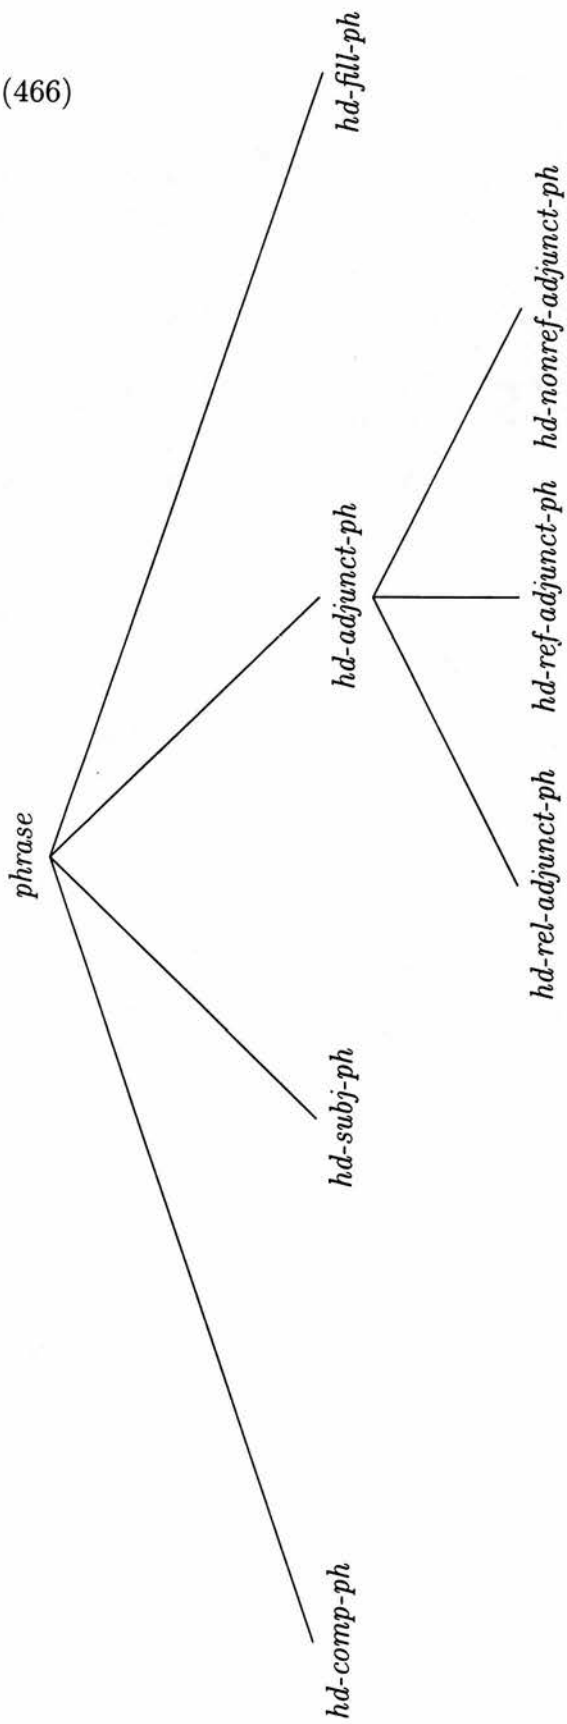 (466)
phrase
hd-comp-ph
hd-subj-ph
hd-adjunct-ph
hd-fill-ph
hd-rel-adjunct-ph
hd-ref-adjunct-ph
hd-nonref-adjunct-ph